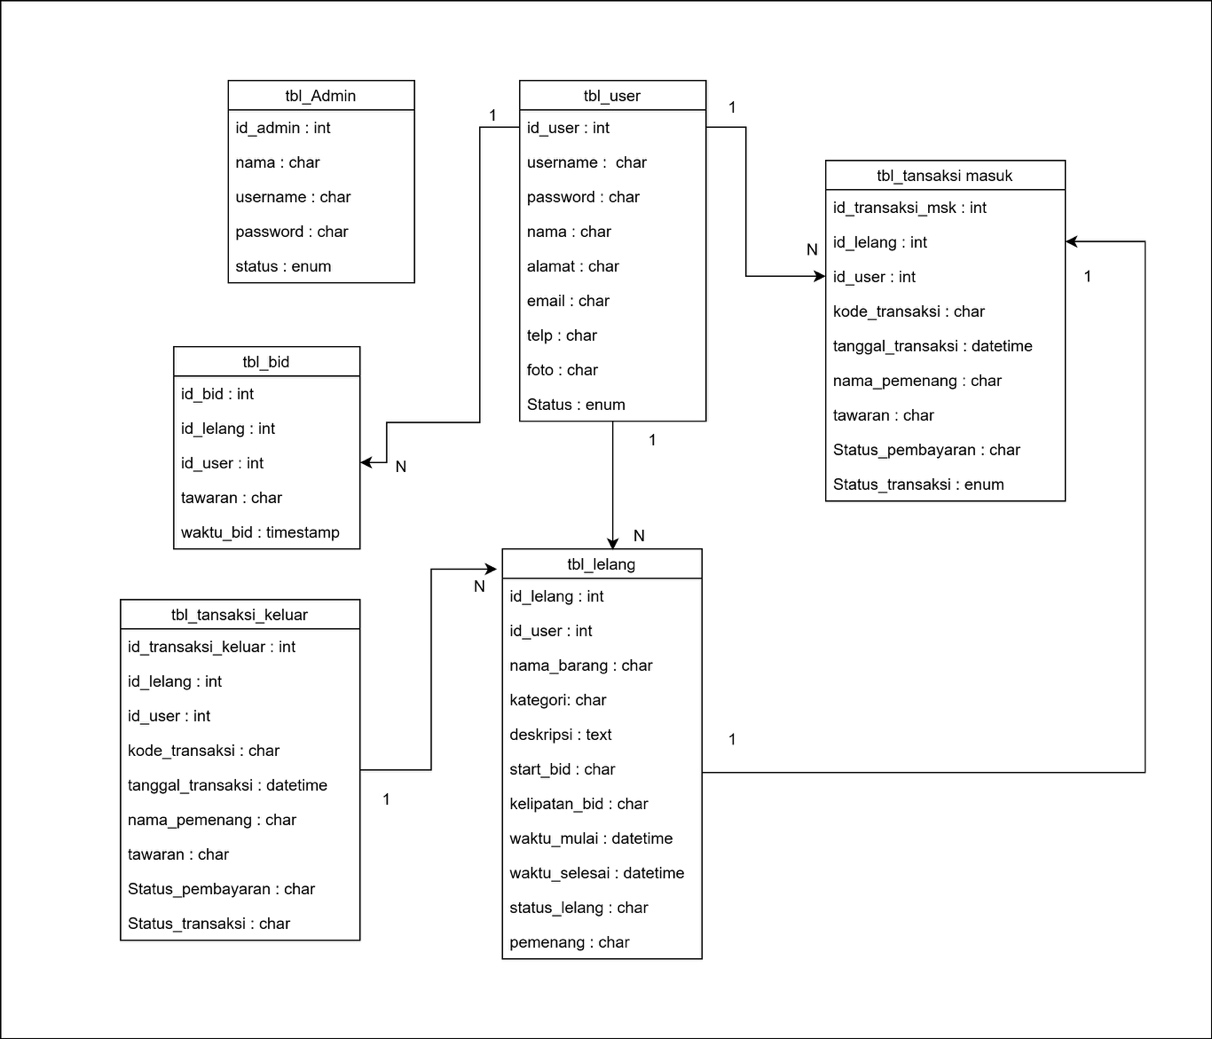 tbl_Admin
id_admin : int
nama : char
username : char
password : char
status : enum
1
tbl_user
id_user : int
username :  char
password : char
nama : char
alamat : char
email : char
telp : char
foto : char
Status : enum
1
N
tbl_tansaksi masuk
id_transaksi_msk : int
id_lelang : int
id_user : int
kode_transaksi : char
tanggal_transaksi : datetime
nama_pemenang : char
tawaran : char
Status_pembayaran : char
Status_transaksi : enum
1
tbl_bid
id_bid : int
id_lelang : int
id_user : int
tawaran : char
waktu_bid : timestamp
N
1
N
tbl_tansaksi_keluar
id_transaksi_keluar : int
id_lelang : int
id_user : int
kode_transaksi : char
tanggal_transaksi : datetime
nama_pemenang : char
tawaran : char
Status_pembayaran : char
Status_transaksi : char
N
1
tbl_lelang
id_lelang : int
id_user : int
nama_barang : char
kategori: char
deskripsi : text
start_bid : char
kelipatan_bid : char
waktu_mulai : datetime
waktu_selesai : datetime
status_lelang : char
pemenang : char
1